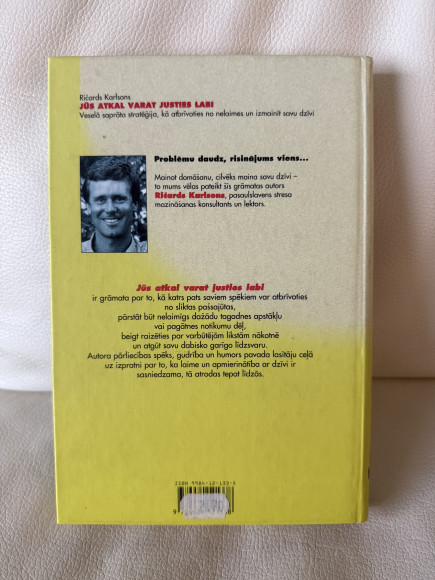 Ričards Karlsons
JŪS ATKAL VARAT JUSTIES LABI
Veselā saprāta stratēģija, kā atbrīvoties no nelaimes un izmainīt savu dzīvi
Problēmu daudz, risinājums viens...
Mainot domāšanu, cilvēks maina savu dzīvi –
to mums vēlas pateikt šīs grāmatas autors
Ričards Karlsons, pasaulslavens stresa
mazināšanas konsultants un lektors.
Jūs atkal varat justies labi
ir grāmata par to, kā katrs pats saviem spēkiem var atbrīvoties
no sliktas pašsajūtas,
pārstāt būt nelaimīgs dažādu tagadnes apstākļu
vai pagātnes notikumu dēļ,
beigt raizēties par varbūtējām likstām nākotnē
un atgūt savu dabisko garīgo līdzsvaru.
Autora pārliecības spēks, gudrība un humors pavada lasītāju ceļā
uz izpratni par to, ka laime un apmierinātība ar dzīvi ir
sasniedzama, tā atrodas tepat līdzās.
ISBN 9984-12-133-
9